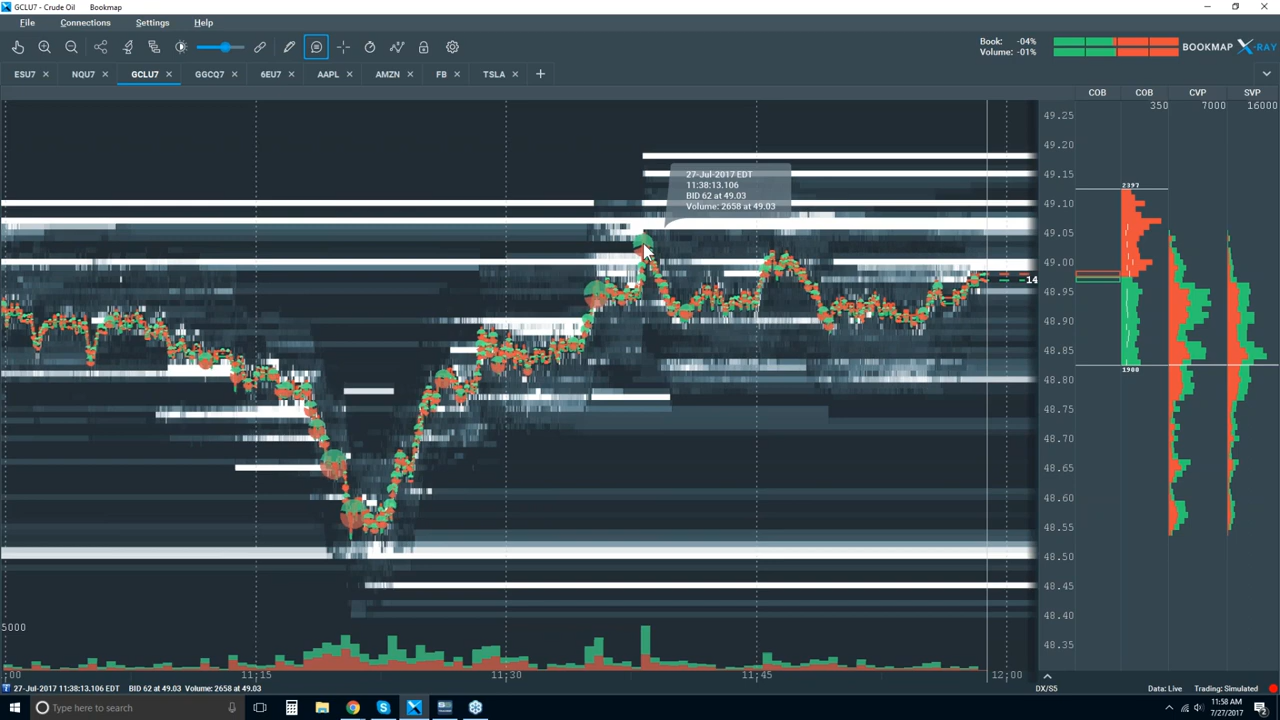 GCLU7 - Crude Oil Bookmap
File Connections Settings Help
Book: -04%
Volume: -01%
BOOKMAP X-RAY
ESU7 × NQU7 × GCLU7 × GGCQ7 × 6EU7 × AAPL × AMZN × FB × TSLA × +
COB COB CVP SVP
350 7000 16000
49.25
49.20
49.15
49.10
49.05
49.00
48.95
48.90
48.85
48.80
48.75
48.70
48.65
48.60
48.55
48.50
48.45
48.40
48.35
27-Jul-2017 EDT
11:38:13.106
BID 62 at 49.03
Volume: 2658 at 49.03
2397
14
1908
5000
:00 11:15 11:30 11:45 12:00
27-Jul-2017 11:38:13.106 EDT BID 62 at 49.03 Volume: 2658 at 49.03
DX/S5 Data: Live Trading: Simulated
Type here to search
11:58 AM
7/27/2017
2